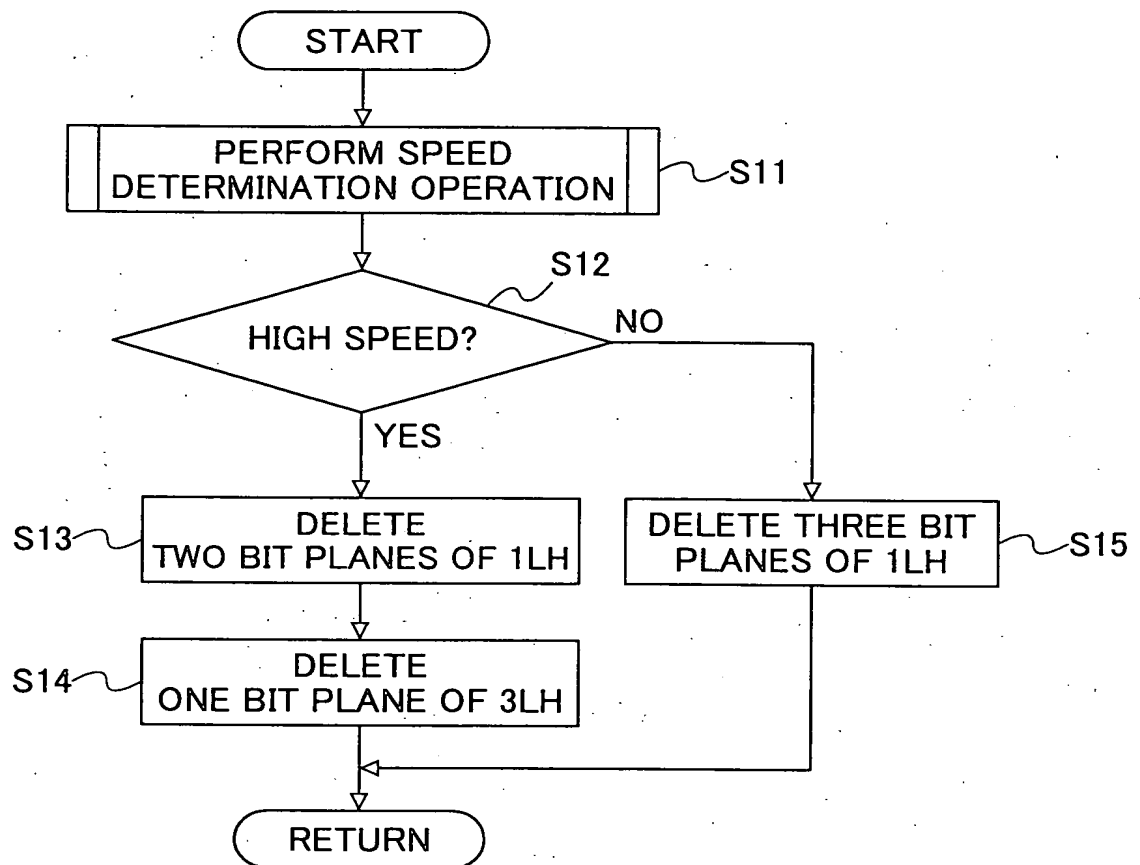 START
PERFORM SPEED
DETERMINATION OPERATION
S11
S12
HIGH SPEED?
NO
YES
S13
DELETE
TWO BIT PLANES OF 1LH
DELETE THREE BIT
PLANES OF 1LH
S15
S14
DELETE
ONE BIT PLANE OF 3LH
RETURN